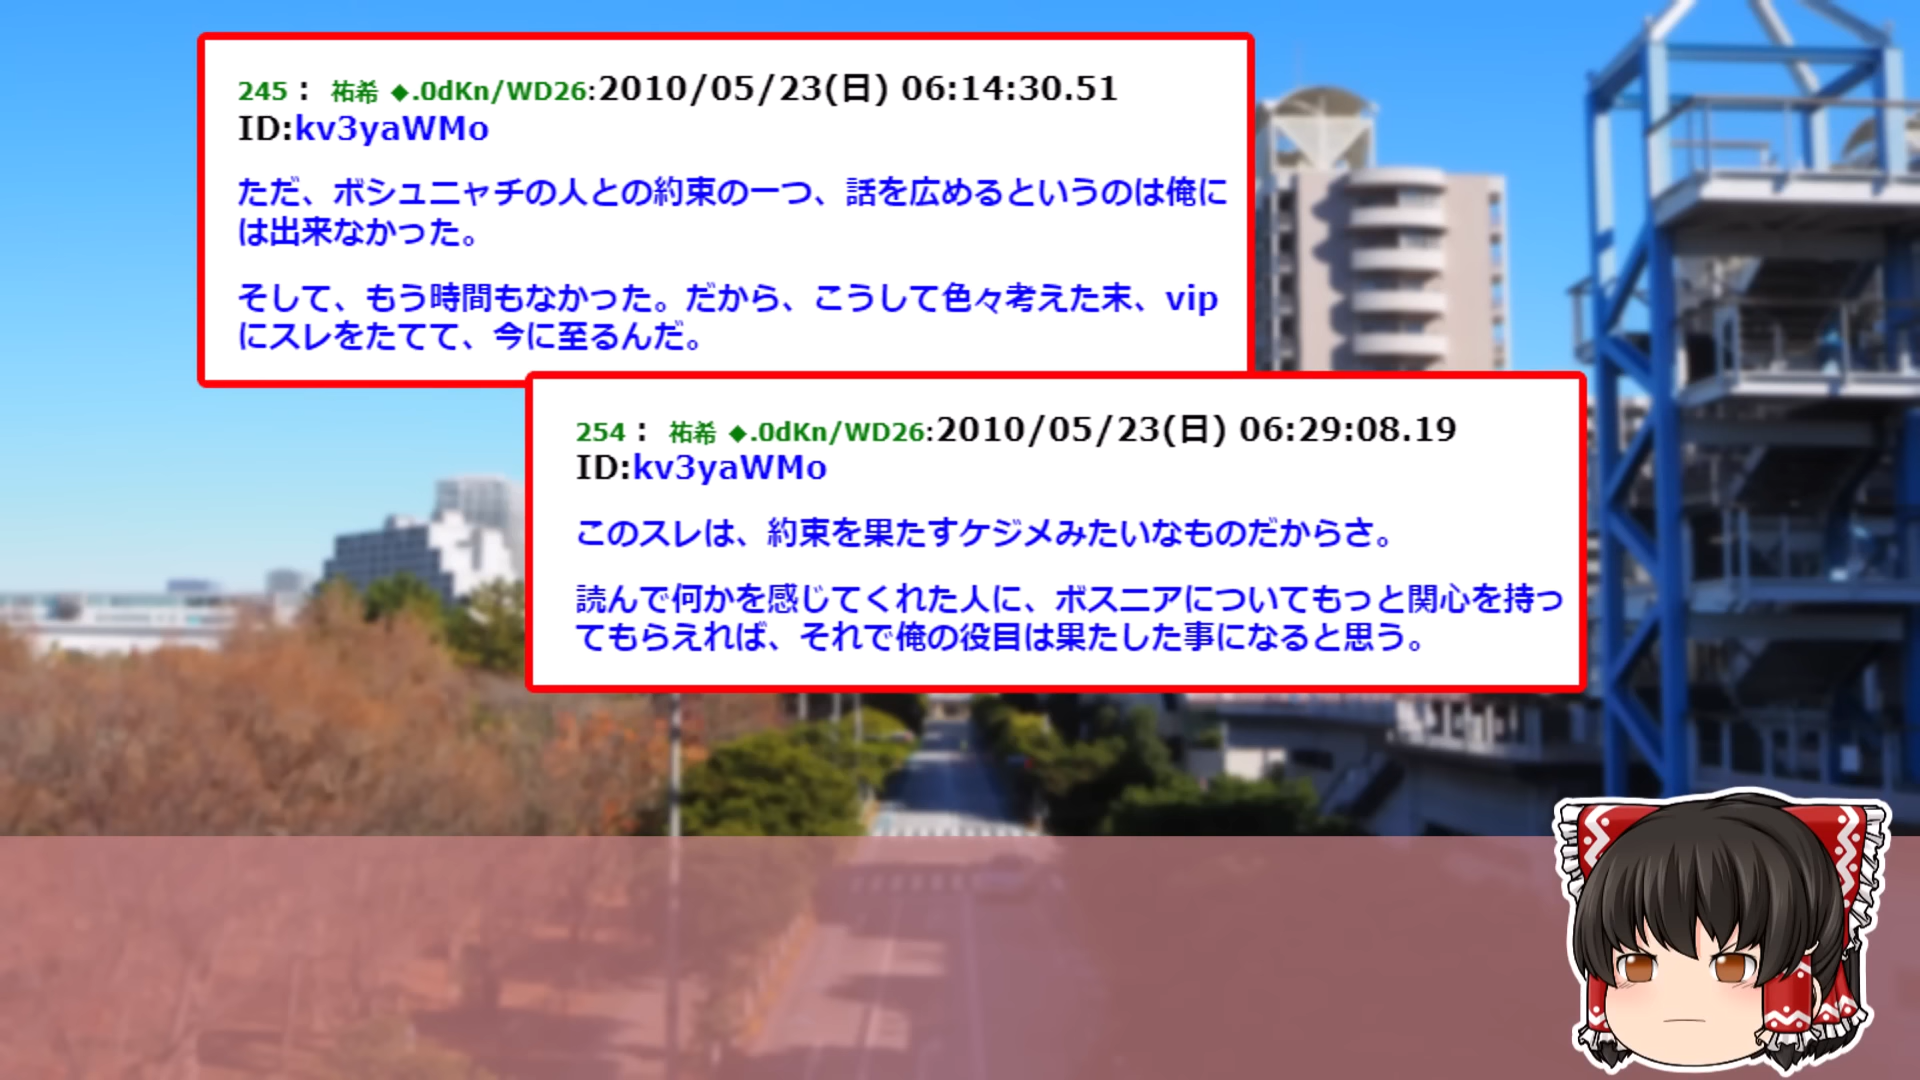 245： 祐希 ◆.0dKn/WD26:2010/05/23(日) 06:14:30.51
ID:kv3yaWMo
ただ、ボシュニャチの人との約束の一つ、話を広めるというのは俺に
は出来なかった。
そして、もう時間もなかった。だから、こうして色々考えた末、vip
にスレをたてて、今に至るんだ。
254： 祐希 ◆.0dKn/WD26:2010/05/23(日) 06:29:08.19
ID:kv3yaWMo
このスレは、約束を果たすケジメみたいなものだからさ。
読んで何かを感じてくれた人に、ボスニアについてもっと関心を持っ
てもらえれば、それで俺の役目は果たした事になると思う。